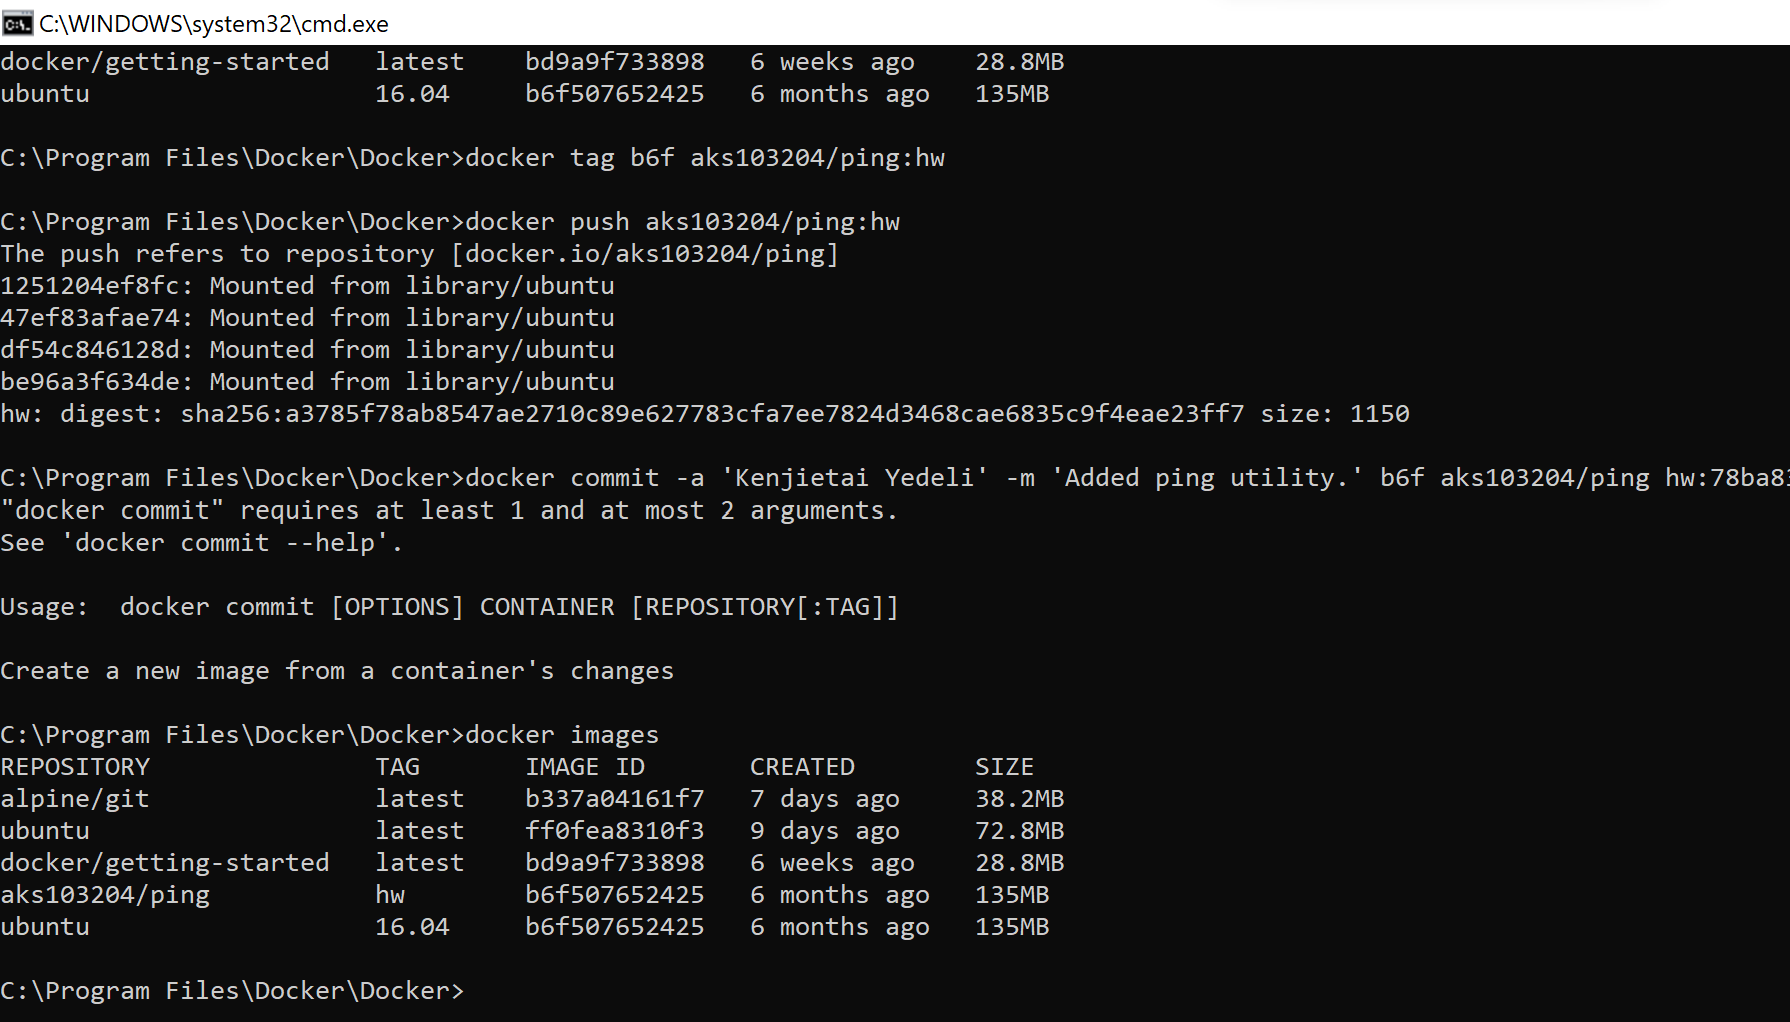 C:\WINDOWS\system32\cmd.exe
docker/getting-started   latest    bd9a9f733898   6 weeks ago    28.8MB
ubuntu                   16.04     b6f507652425   6 months ago   135MB
C:\Program Files\Docker\Docker>docker tag b6f aks103204/ping:hw
C:\Program Files\Docker\Docker>docker push aks103204/ping:hw
The push refers to repository [docker.io/aks103204/ping]
1251204ef8fc: Mounted from library/ubuntu
47ef83afae74: Mounted from library/ubuntu
df54c846128d: Mounted from library/ubuntu
be96a3f634de: Mounted from library/ubuntu
hw: digest: sha256:a3785f78ab8547ae2710c89e627783cfa7ee7824d3468cae6835c9f4eae23ff7 size: 1150
C:\Program Files\Docker\Docker>docker commit -a 'Kenjietai Yedeli' -m 'Added ping utility.' b6f aks103204/ping hw:78ba83
"docker commit" requires at least 1 and at most 2 arguments.
See 'docker commit --help'.
Usage:  docker commit [OPTIONS] CONTAINER [REPOSITORY[:TAG]]
Create a new image from a container's changes
C:\Program Files\Docker\Docker>docker images
REPOSITORY               TAG       IMAGE ID       CREATED        SIZE
alpine/git               latest    b337a04161f7   7 days ago     38.2MB
ubuntu                   latest    ff0fea8310f3   9 days ago     72.8MB
docker/getting-started   latest    bd9a9f733898   6 weeks ago    28.8MB
aks103204/ping           hw        b6f507652425   6 months ago   135MB
ubuntu                   16.04     b6f507652425   6 months ago   135MB
C:\Program Files\Docker\Docker>